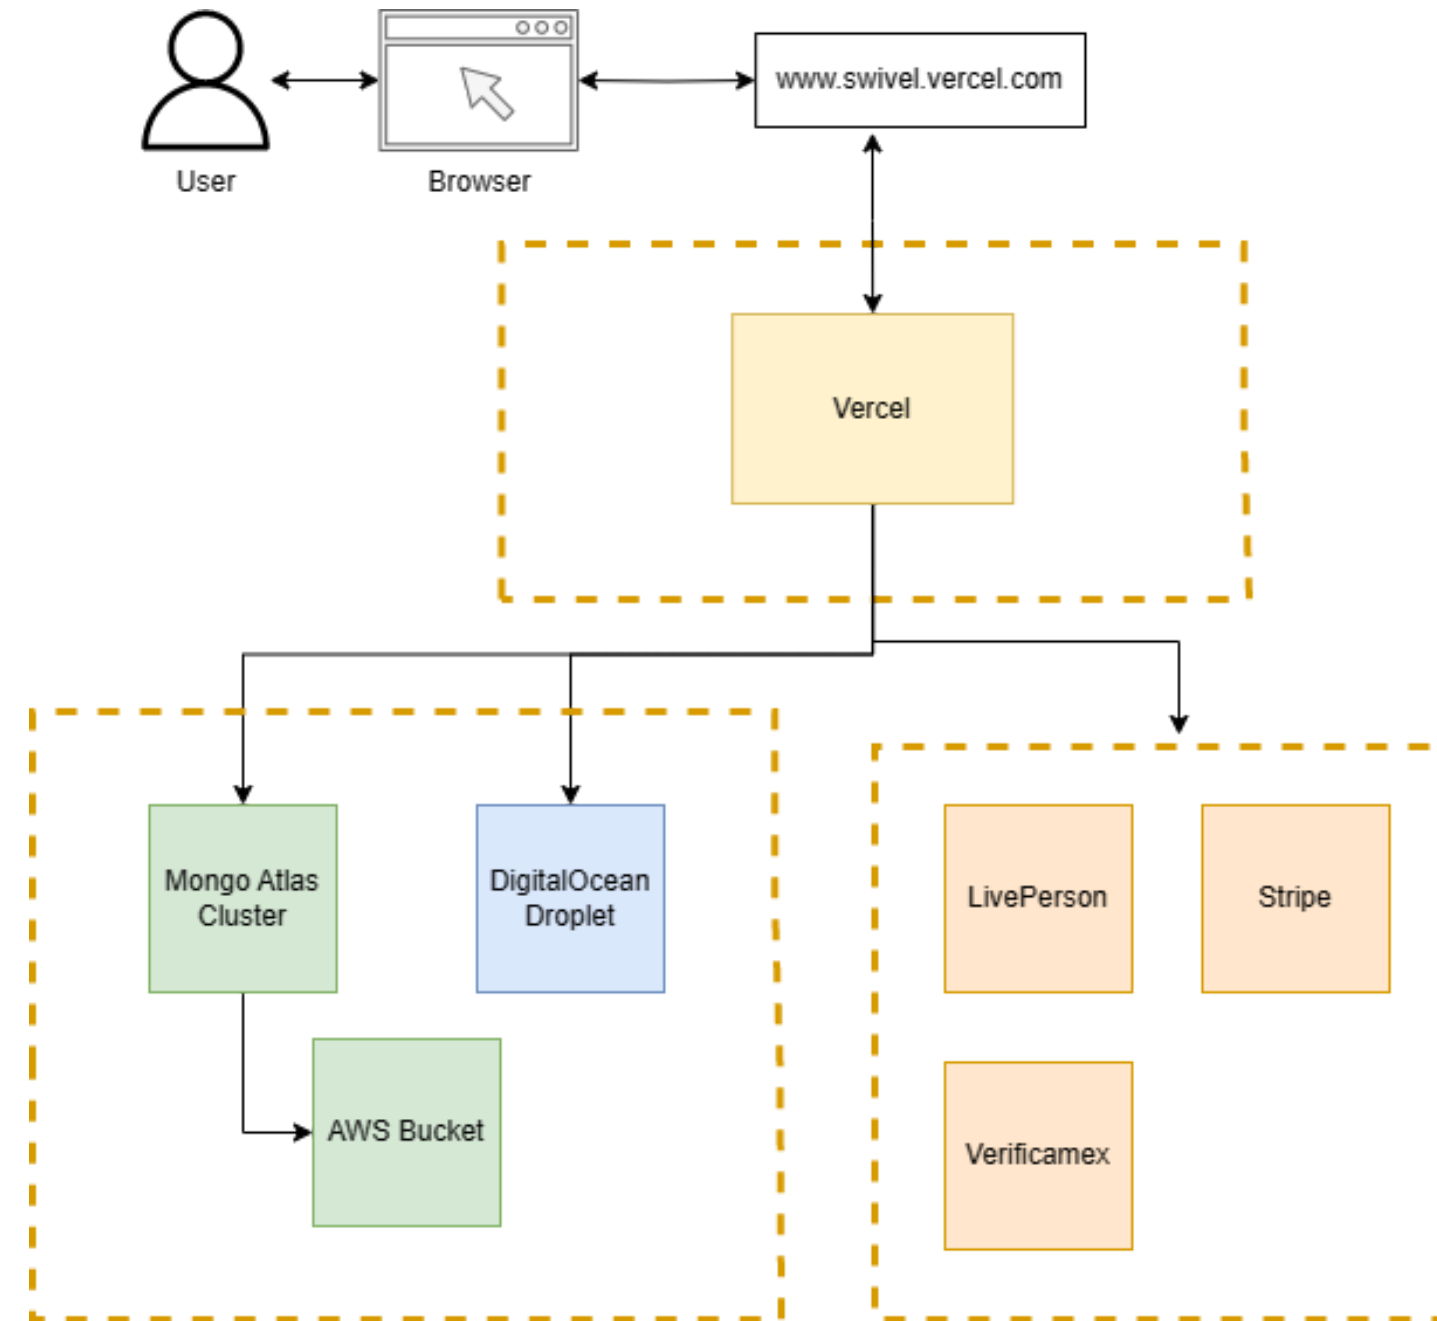 www.swivel.vercel.com
User
Browser
Vercel
Mongo Atlas
Cluster
DigitalOcean
Droplet
LivePerson
Stripe
AWS Bucket
Verificamex